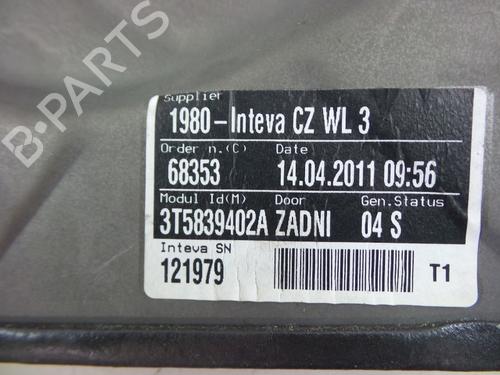 B-PARTS
Supplier
1980-Inteva CZ WL 3
Order n.(C) Date
68353 14.04.2011 09:56
Modul Id(M) Door Gen.Status
3T5839402A ZADNI 04 S
Inteva SN
121979 T1